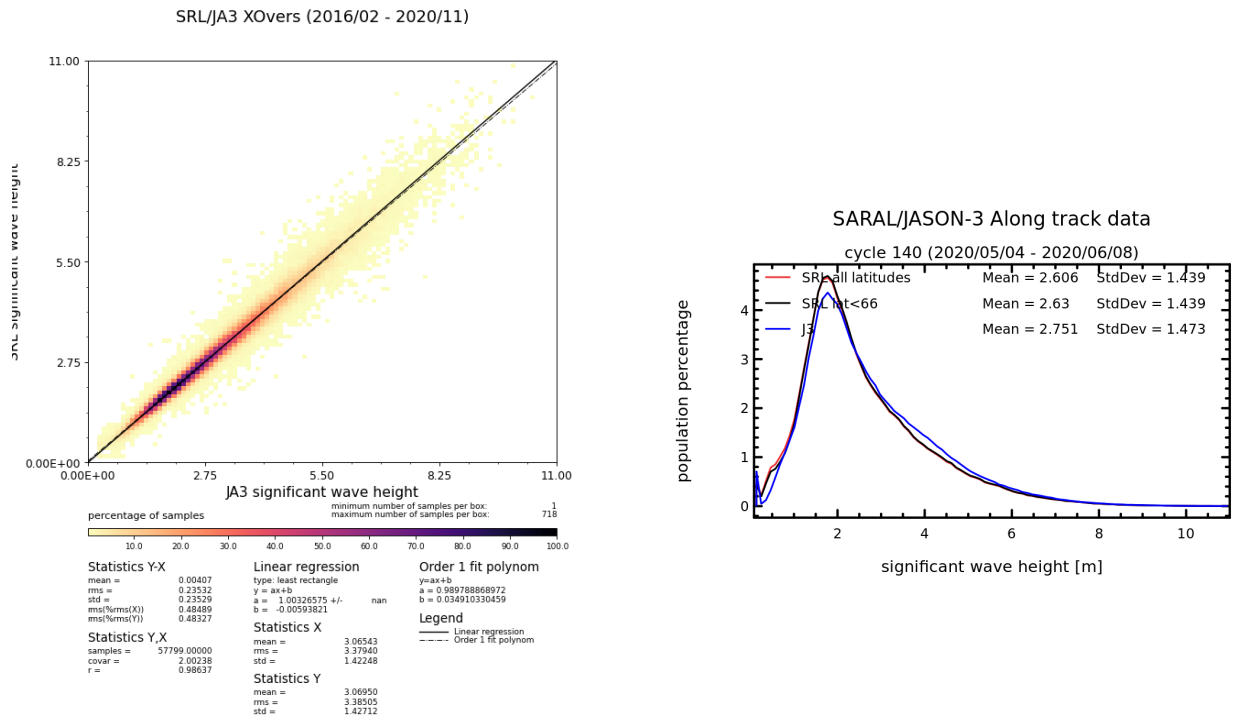 SRL/JA3 XOvers (2016/02 - 2020/11)
11.00
8.25
5.50
2.75
0.00E+00
SRL significant wave height
0.00E+00 2.75 5.50 8.25 11.00
JA3 significant wave height
minimum number of samples per box: 1
maximum number of samples per box: 718
percentage of samples
10.0 20.0 30.0 40.0 50.0 60.0 70.0 80.0 90.0 100.0
Statistics Y-X
mean = 0.00407
rms = 0.23532
std = 0.23529
rms(%rms(X)) 0.48489
rms(%rms(Y)) 0.48327
Statistics Y,X
samples = 57799.00000
covar = 2.00238
r = 0.98637
Linear regression
type: least rectangle
y = ax+b
a = 1.00326575 +/- nan
b = -0.00593821
Statistics X
mean = 3.06543
rms = 3.37940
std = 1.42248
Statistics Y
mean = 3.06950
rms = 3.38505
std = 1.42712
Order 1 fit polynom
y=ax+b
a = 0.989788868972
b = 0.034910330459
Legend
Linear regression
Order 1 fit polynom
SARAL/JASON-3 Along track data
cycle 140 (2020/05/04 - 2020/06/08)
SRL all latitudes Mean = 2.606 StdDev = 1.439
SRL lat<66 Mean = 2.63 StdDev = 1.439
J3 Mean = 2.751 StdDev = 1.473
population percentage
4
3
2
1
0
2 4 6 8 10
significant wave height [m]